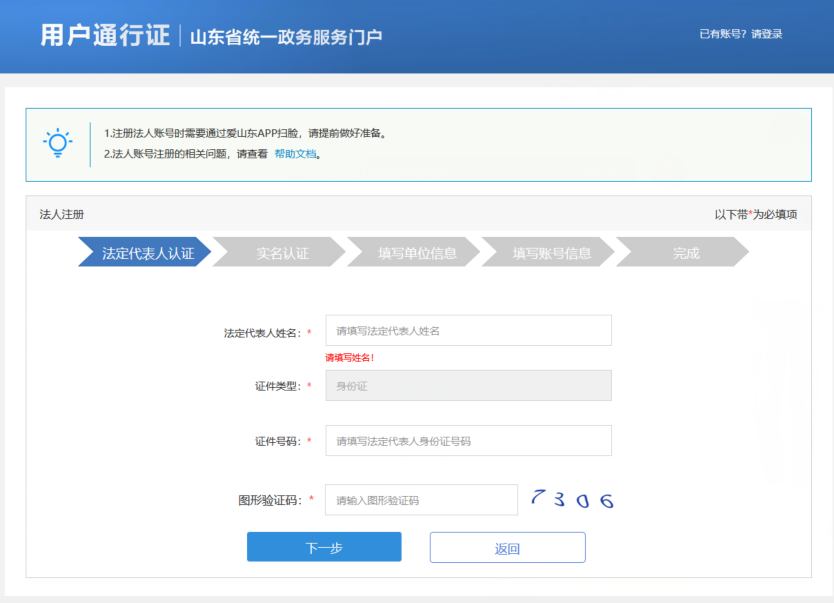 用户通行证 | 山东省统一政务服务门户 已有账号? 请登录
1.注册法人账号时需要通过爱山东APP扫脸，请提前做好准备。
2.法人账号注册的相关问题，请查看 帮助文档。
法人注册 以下带*为必填项
法定代表人认证 实名认证 填写单位信息 填写账号信息 完成
法定代表人姓名：* 请填写法定代表人姓名
请填写姓名！
证件类型：* 身份证
证件号码：* 请填写法定代表人身份证号码
图形验证码：* 请输入图形验证码 7306
下一步 返回